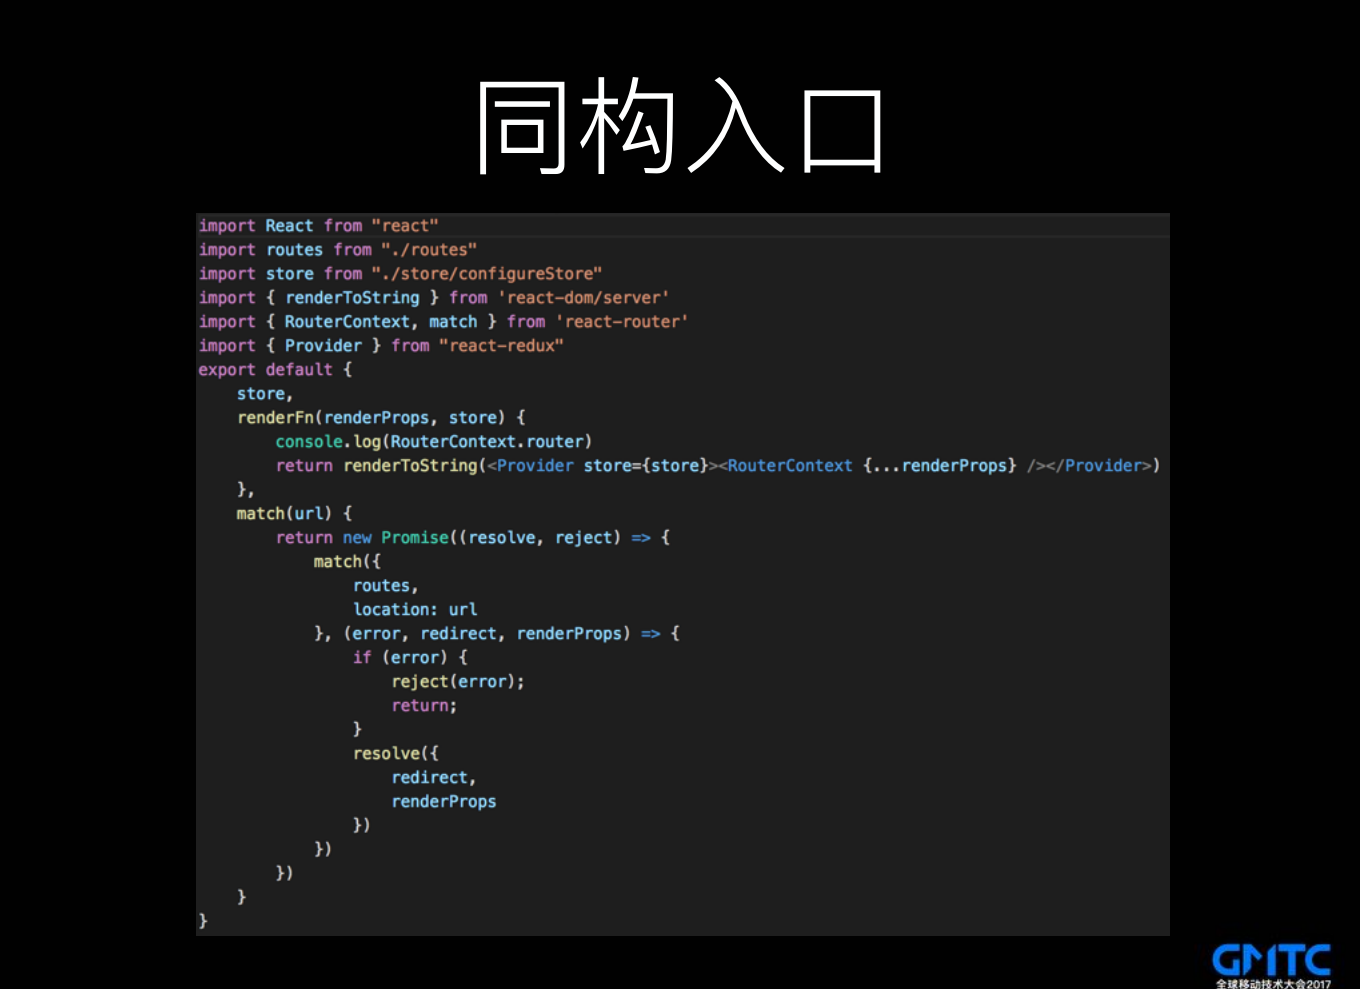 同构入口
import React from "react"
import routes from "./routes"
import store from "./store/configureStore"
import { renderToString } from 'react-dom/server'
import { RouterContext, match } from 'react-router'
import { Provider } from "react-redux"
export default {
    store,
    renderFn(renderProps, store) {
        console.log(RouterContext.router)
        return renderToString(<Provider store={store}><RouterContext {...renderProps} /></Provider>)
    },
    match(url) {
        return new Promise((resolve, reject) => {
            match({
                routes,
                location: url
            }, (error, redirect, renderProps) => {
                if (error) {
                    reject(error);
                    return;
                }
                resolve({
                    redirect,
                    renderProps
                })
            })
        })
    }
}
GMTC
全球移动技术大会2017